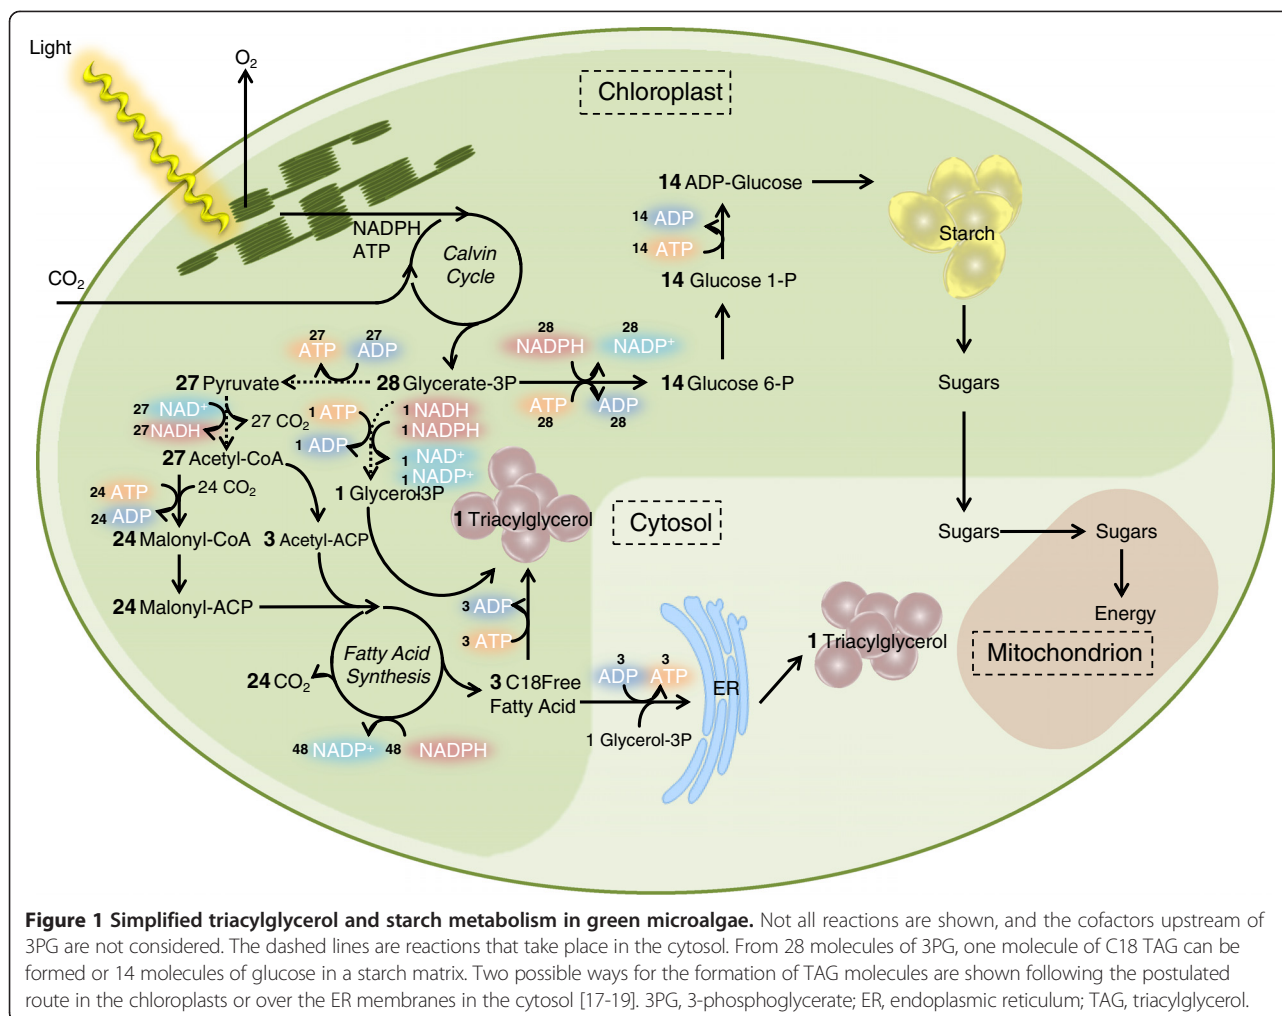 Light
O2
Chloroplast
14 ADP-Glucose
14 ADP
14 ATP
Starch
NADPH
ATP
Calvin
Cycle
CO2
14 Glucose 1-P
27 27
ATP ADP
28 28
NADPH NADP+
27 Pyruvate
28 Glycerate-3P
14 Glucose 6-P
Sugars
ATP ADP
28 28
27 NAD+
27 NADH
27 CO2
1 ATP
1 ADP
1 NADH
1 NADPH
1 NAD+
1 NADP+
27 Acetyl-CoA
1 Glycerol3P
24 ATP
24 CO2
24 ADP
1 Triacylglycerol
Cytosol
24 Malonyl-CoA
3 Acetyl-ACP
Sugars
Sugars
24 Malonyl-ACP
3 ADP
3 ATP
Energy
1 Triacylglycerol
Mitochondrion
Fatty Acid
Synthesis
24 CO2
3 C18Free
Fatty Acid
3 3
ADP ATP
ER
1 Glycerol-3P
48 NADP+ 48 NADPH
Figure 1 Simplified triacylglycerol and starch metabolism in green microalgae. Not all reactions are shown, and the cofactors upstream of
3PG are not considered. The dashed lines are reactions that take place in the cytosol. From 28 molecules of 3PG, one molecule of C18 TAG can be
formed or 14 molecules of glucose in a starch matrix. Two possible ways for the formation of TAG molecules are shown following the postulated
route in the chloroplasts or over the ER membranes in the cytosol [17-19]. 3PG, 3-phosphoglycerate; ER, endoplasmic reticulum; TAG, triacylglycerol.